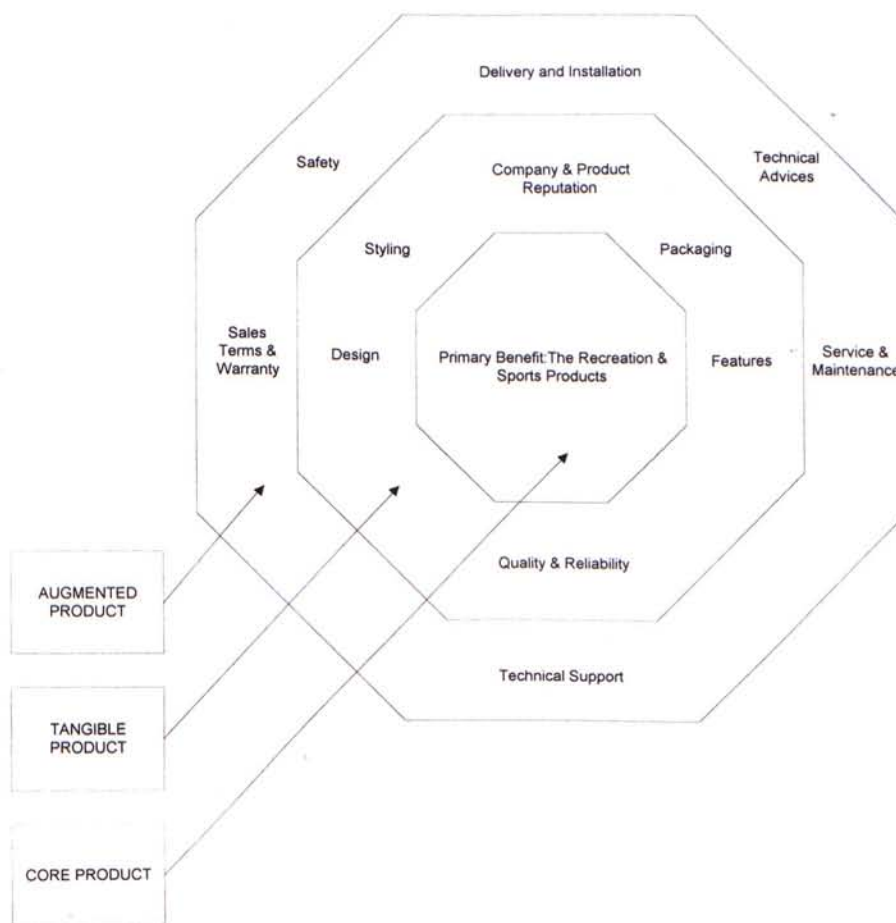 Delivery and Installation
Safety
Technical
Advices
Company & Product
Reputation
Styling
Packaging
Sales
Terms &
Warranty
Design
Primary Benefit:The Recreation &
Sports Products
Features
Service &
Maintenance
Quality & Reliability
AUGMENTED
PRODUCT
Technical Support
TANGIBLE
PRODUCT
CORE PRODUCT